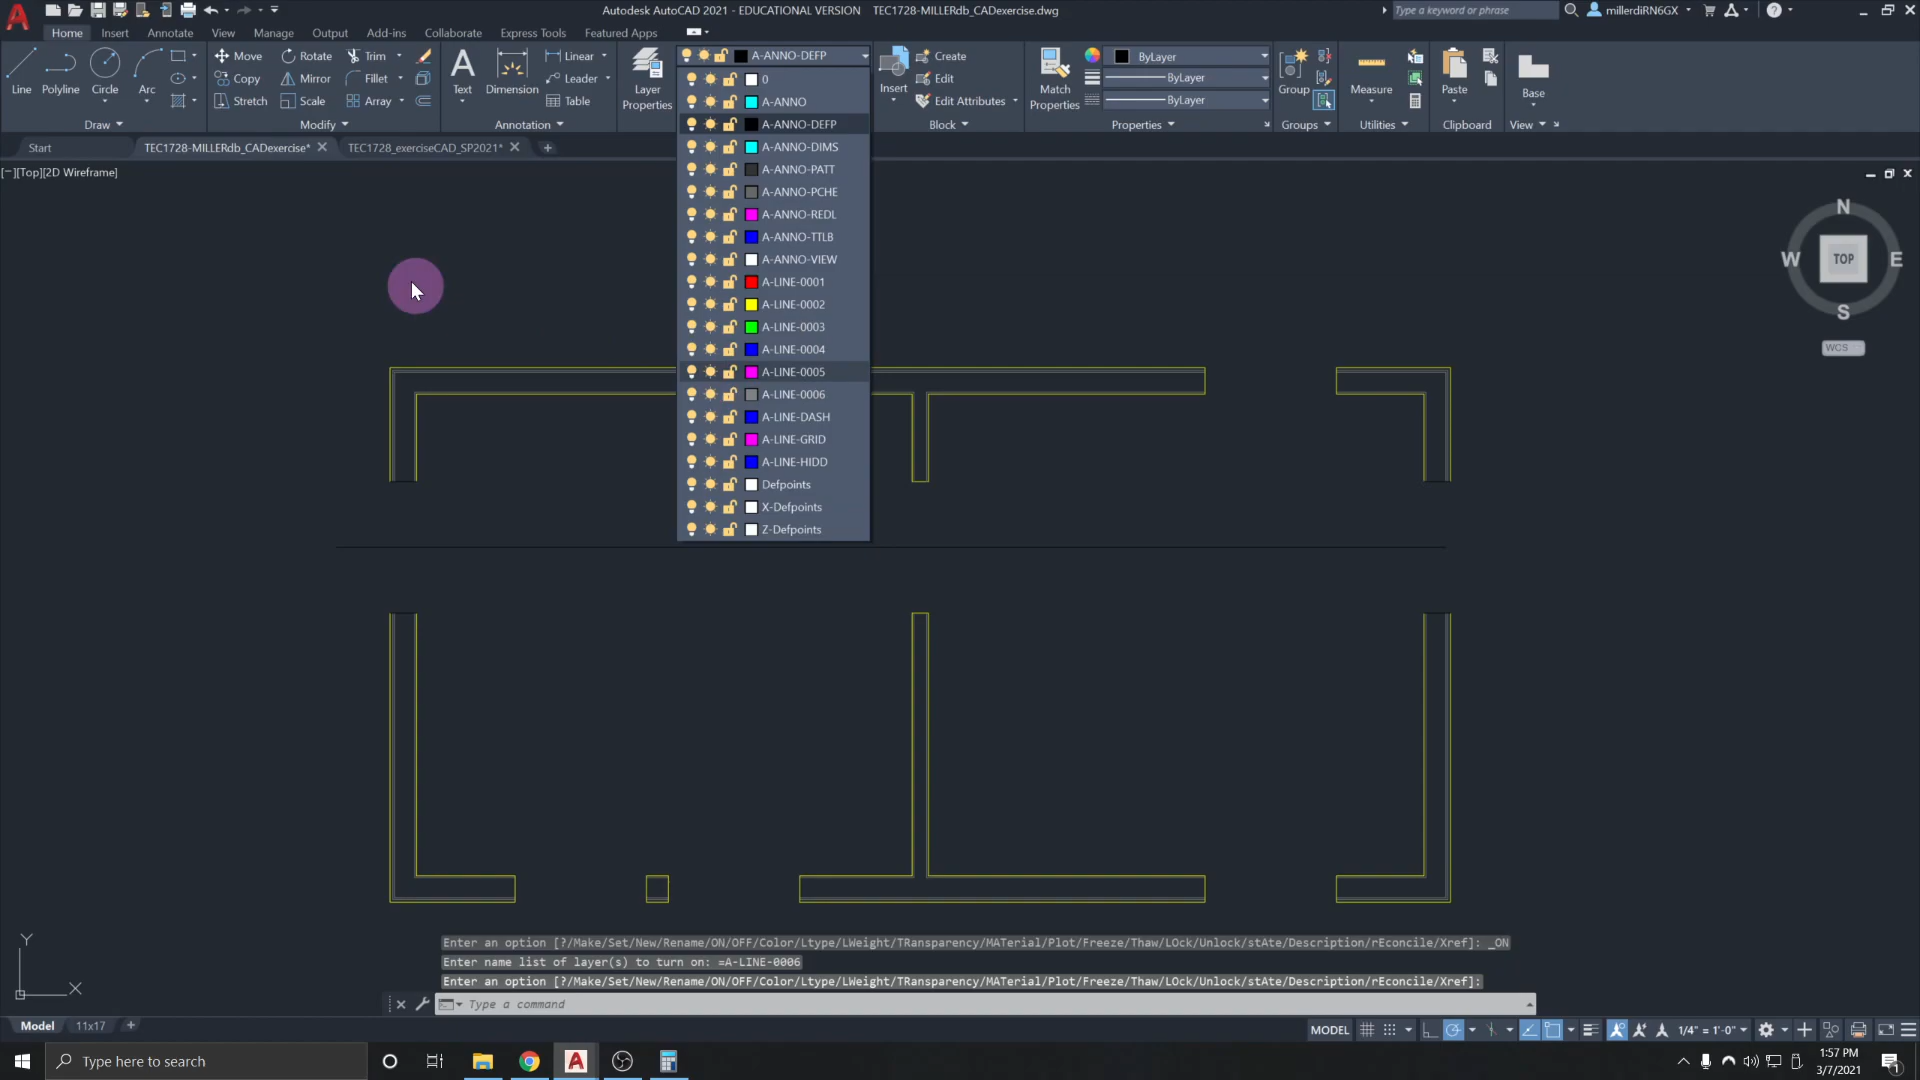 Autodesk AutoCAD 2021 - EDUCATIONAL VERSION    TEC1728-MILLERdb_CADexercise.dwg
Type a keyword or phrase
millerdiRN6GX
Home Insert Annotate View Manage Output Add-ins Collaborate Express Tools Featured Apps
Line
Polyline
Circle
Arc
Draw
Move Rotate Trim
Copy Mirror Fillet
Stretch Scale Array
Modify
Text
Dimension
Linear
Leader
Table
Annotation
Layer
Properties
A-ANNO-DEFP
0
A-ANNO
A-ANNO-DEFP
A-ANNO-DIMS
A-ANNO-PATT
A-ANNO-PCHE
A-ANNO-REDL
A-ANNO-TTLB
A-ANNO-VIEW
A-LINE-0001
A-LINE-0002
A-LINE-0003
A-LINE-0004
A-LINE-0005
A-LINE-0006
A-LINE-DASH
A-LINE-GRID
A-LINE-HIDD
Defpoints
X-Defpoints
Z-Defpoints
Insert
Create
Edit
Edit Attributes
Block
Match
Properties
ByLayer
ByLayer
ByLayer
Properties
Group
Groups
Measure
Utilities
Paste
Clipboard
Base
View
Start TEC1728-MILLERdb_CADexercise* TEC1728_exerciseCAD_SP2021*
[−][Top][2D Wireframe]
N
W TOP E
S
WCS
Y
X
Enter an option [?/Make/Set/New/Rename/ON/OFF/Color/Ltype/LWeight/TRansparency/MATerial/Plot/Freeze/Thaw/LOck/Unlock/stAte/Description/rEconcile/Xref]: _ON
Enter name list of layer(s) to turn on: =A-LINE-0006
Enter an option [?/Make/Set/New/Rename/ON/OFF/Color/Ltype/LWeight/TRansparency/MATerial/Plot/Freeze/Thaw/LOck/Unlock/stAte/Description/rEconcile/Xref]:
Type a command
Model 11x17
MODEL 1/4" = 1'-0"
Type here to search
1:57 PM
3/7/2021
1